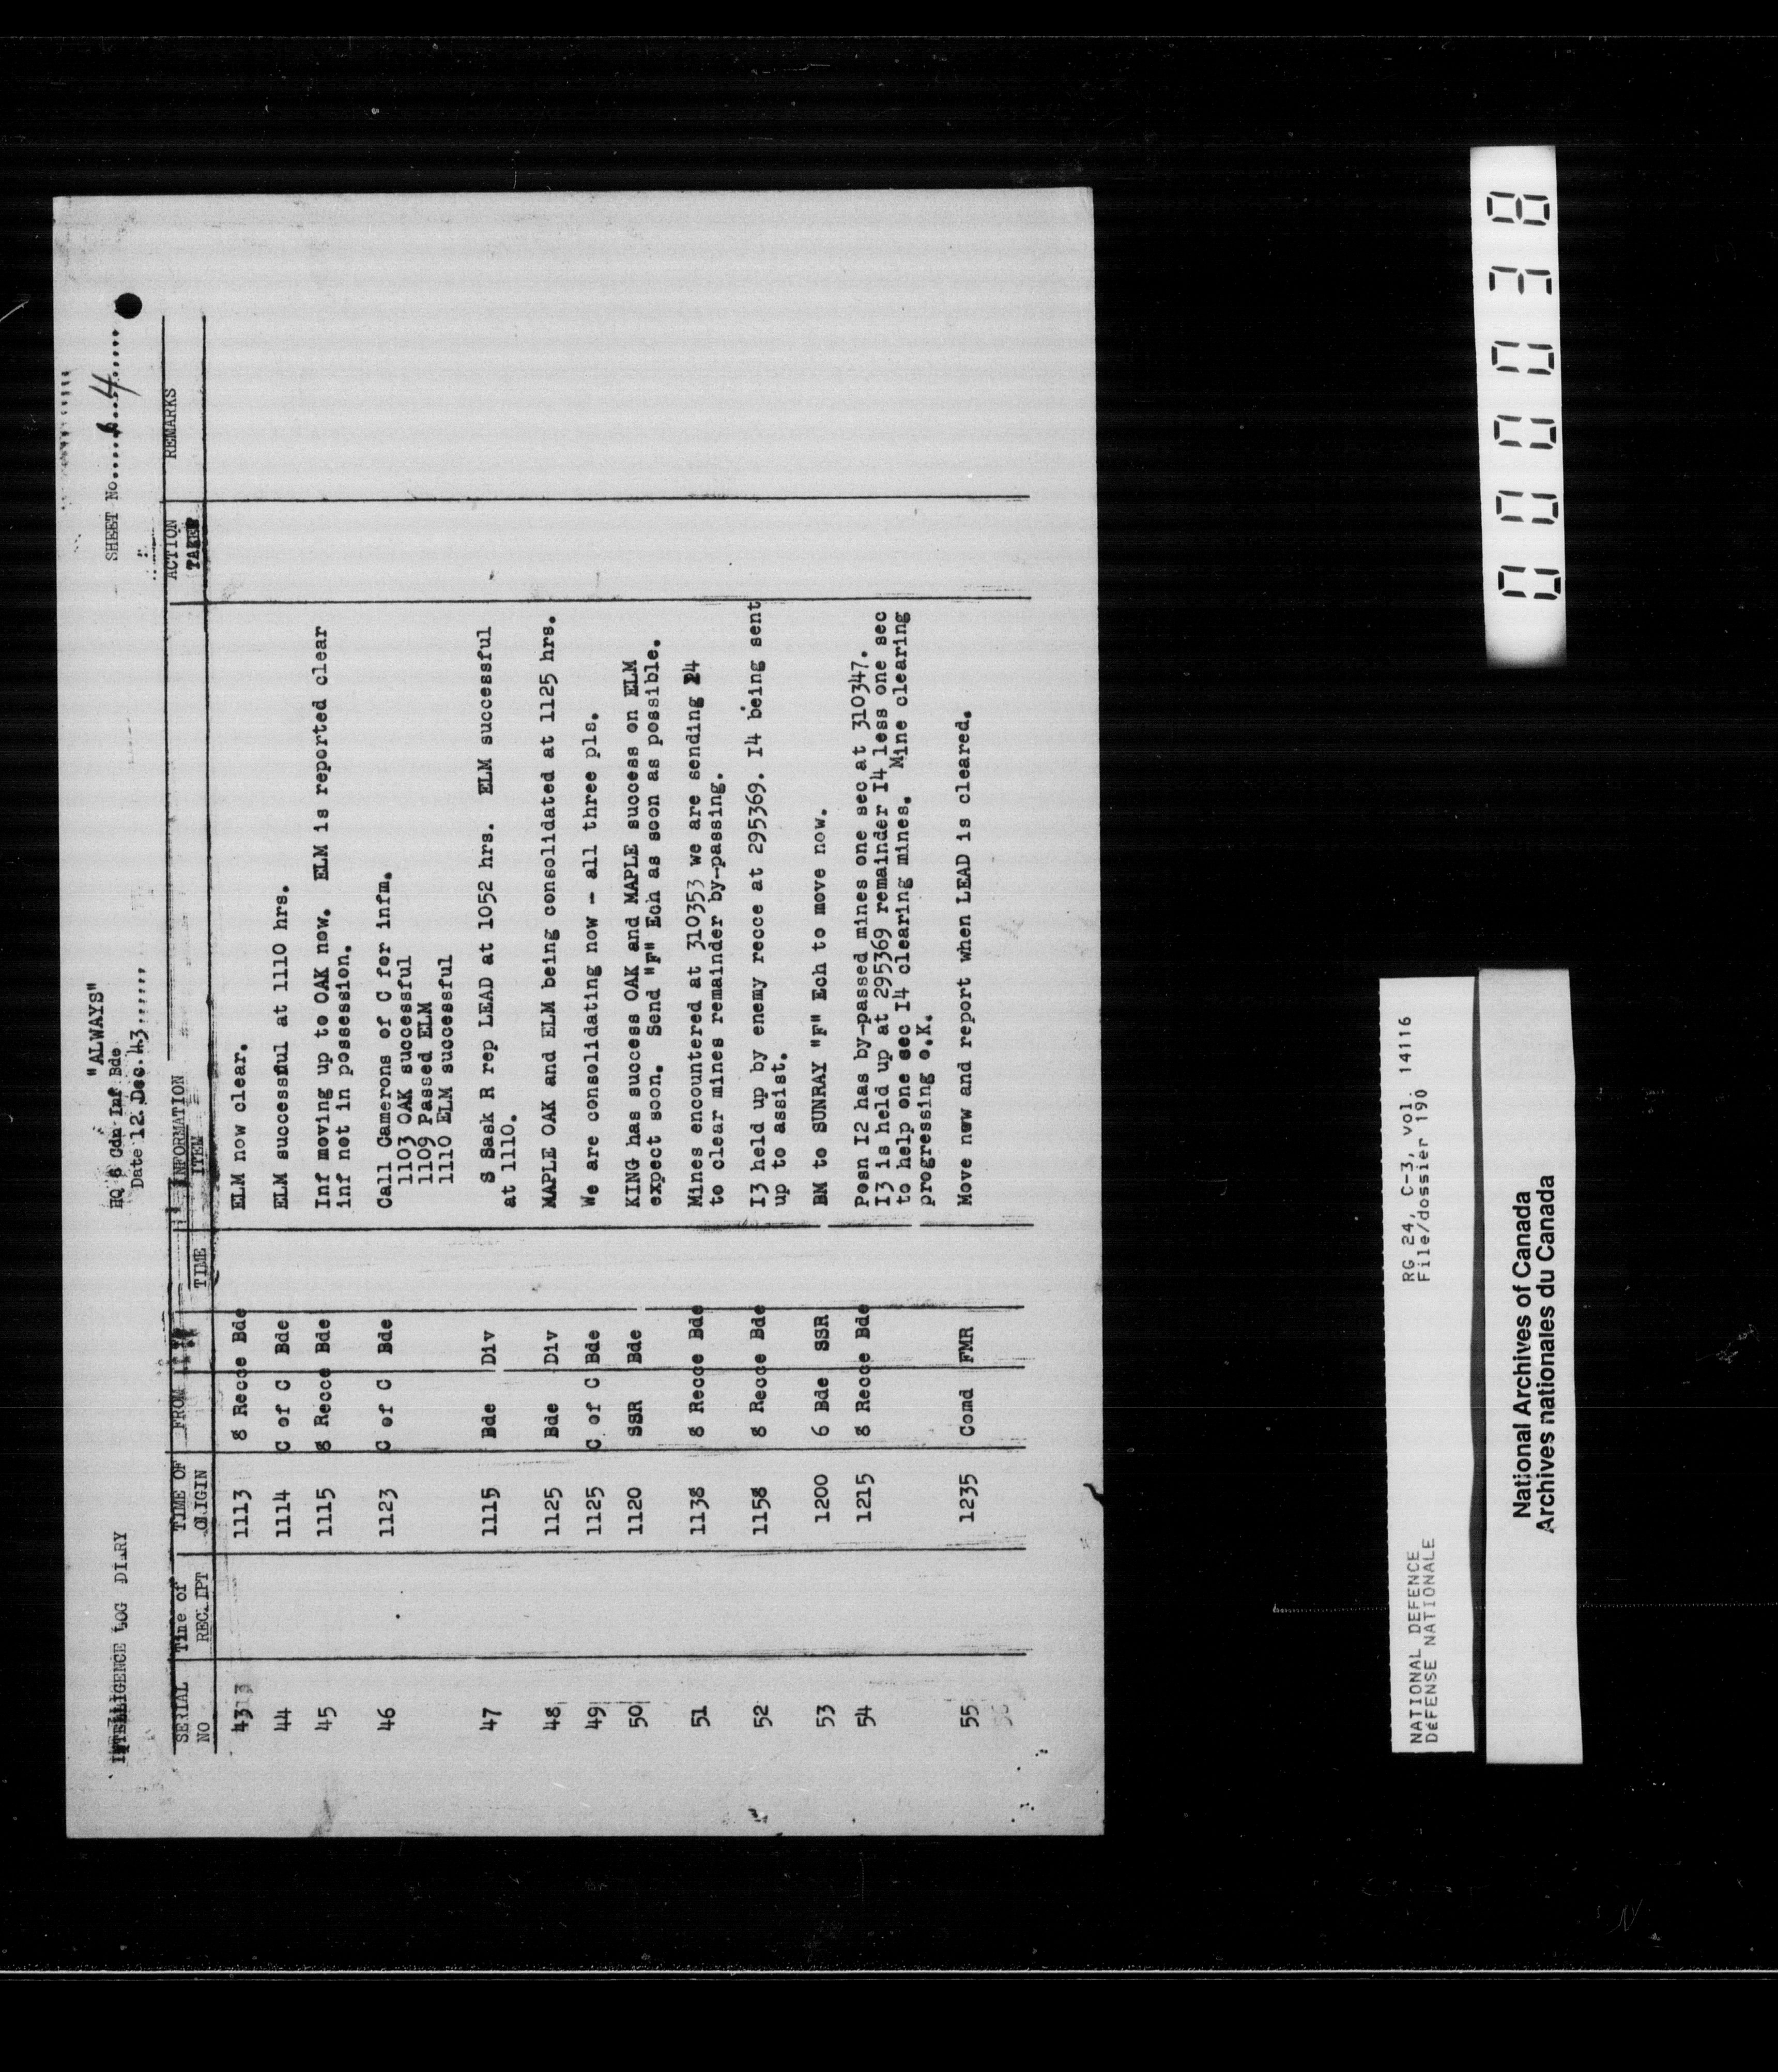 "ALWAYS"
INTELLIGENCE LOG DIARY HQ 6 Cdn Inf Bde SHEET No.........4......
Date 12 Dec. 43......
SERIAL NO Time of RECEIPT TIME OF ORIGIN FROM TIME INFORMATION ITEM ACTION TAKEN REMARKS
43 1113 8 Recce Bde ELM now clear.
44 1114 C of C Bde ELM successful at 1110 hrs.
45 1115 8 Recce Bde Inf moving up to OAK now. ELM is reported clear
inf not in possession.
46 1123 C of C Bde Call Camerons of C for infm.
1103 OAK successful
1109 Passed ELM
1110 ELM successful
47 1115 Bde Div S Sask R rep LEAD at 1052 hrs. ELM successful
at 1110.
48 1125 Bde Div MAPLE OAK and ELM being consolidated at 1125 hrs.
49 1125 C of C Bde We are consolidating now - all three pls.
50 1120 SSR Bde KING has success OAK and MAPLE success on ELM
expect soon. Send "F" Ech as soon as possible.
51 1138 8 Recce Bde Mines encountered at 310353 we are sending 24
to clear mines remainder by-passing.
52 1158 8 Recce Bde I3 held up by enemy recce at 295369. I4 being sent
up to assist.
53 1200 6 Bde SSR BM to SUNRAY "F" Ech to move now.
54 1215 8 Recce Bde Posn I2 has by-passed mines one sec at 310347.
I3 is held up at 295369 remainder I4 less one sec
to help one sec I4 clearing mines. Mine clearing
progressing o.K.
55 1235 Comd FMR Move now and report when LEAD is cleared.
NATIONAL DEFENCE RG 24, C-3, vol. 14116
DéFENSE NATIONALE File/dossier 190
National Archives of Canada
Archives nationales du Canada
000038